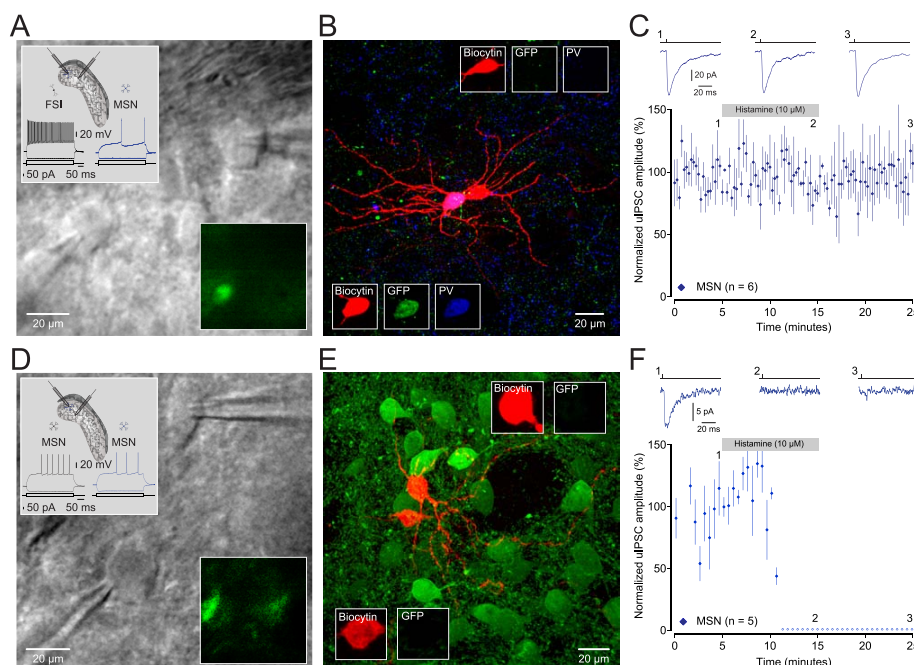 A
FSI
MSN
20 mV
50 pA
50 ms
20 µm
B
Biocytin
GFP
PV
Biocytin
GFP
PV
20 µm
C
1
2
3
20 pA
20 ms
Histamine (10 µM)
1
2
3
150
100
50
0
Normalized uIPSC amplitude (%)
MSN (n = 6)
0
5
10
15
20
25
Time (minutes)
D
MSN
MSN
20 mV
50 pA
50 ms
20 µm
E
Biocytin
GFP
Biocytin
GFP
20 µm
F
1
2
3
5 pA
20 ms
Histamine (10 µM)
1
150
100
50
0
Normalized uIPSC amplitude (%)
2
3
MSN (n = 5)
0
5
10
15
20
25
Time (minutes)